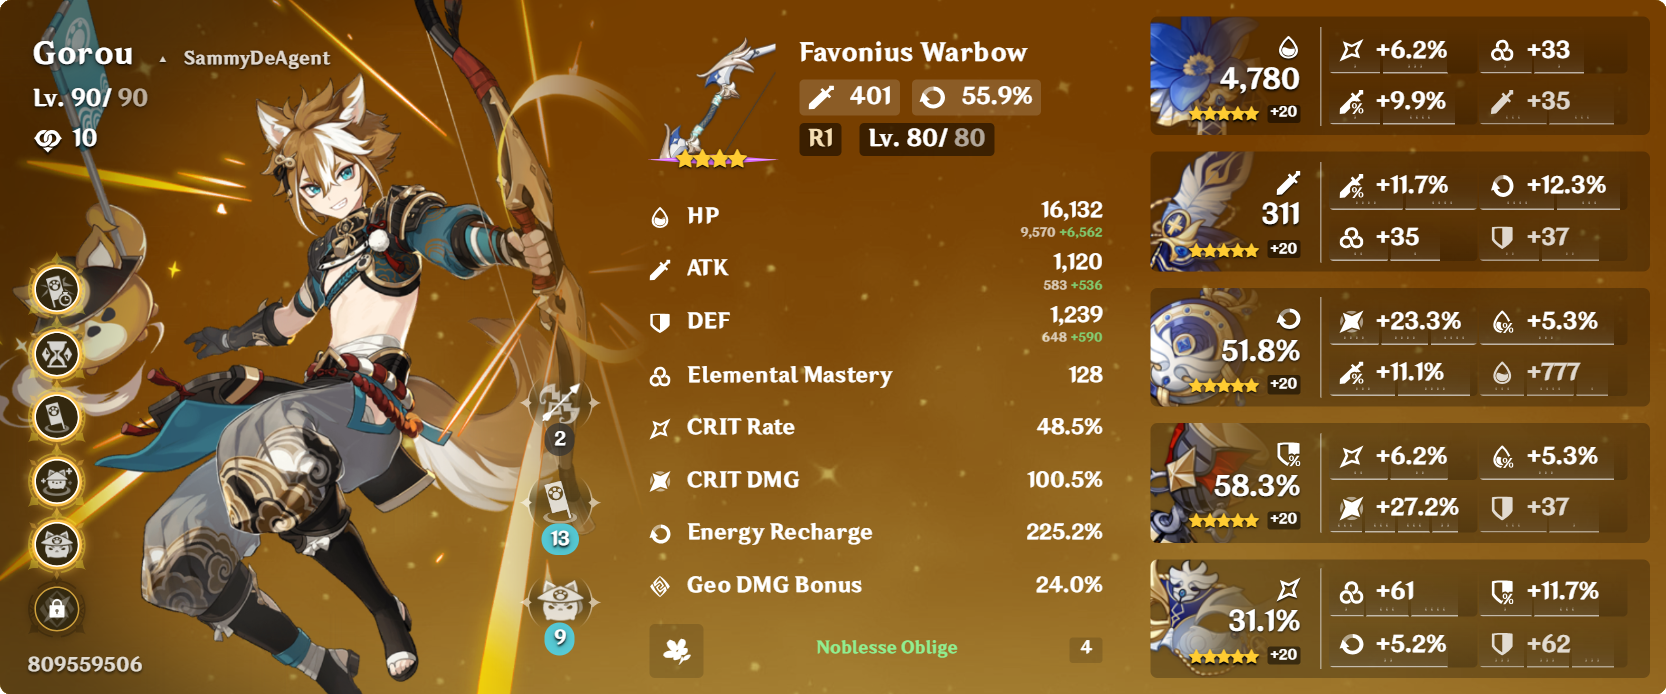 Gorou ▲ SammyDeAgent
Lv. 90/ 90
10
2
13
9
809559506
Favonius Warbow
401 55.9%
R1 Lv. 80/ 80
HP 16,132
9,570 +6,562
ATK 1,120
583 +536
DEF 1,239
648 +590
Elemental Mastery 128
CRIT Rate 48.5%
CRIT DMG 100.5%
Energy Recharge 225.2%
Geo DMG Bonus 24.0%
Noblesse Oblige 4
4,780
+20
+6.2% +33
+9.9% +35
311
+20
+11.7% +12.3%
+35 +37
51.8%
+20
+23.3% +5.3%
+11.1% +777
58.3%
+20
+6.2% +5.3%
+27.2% +37
31.1%
+20
+61 +11.7%
+5.2% +62